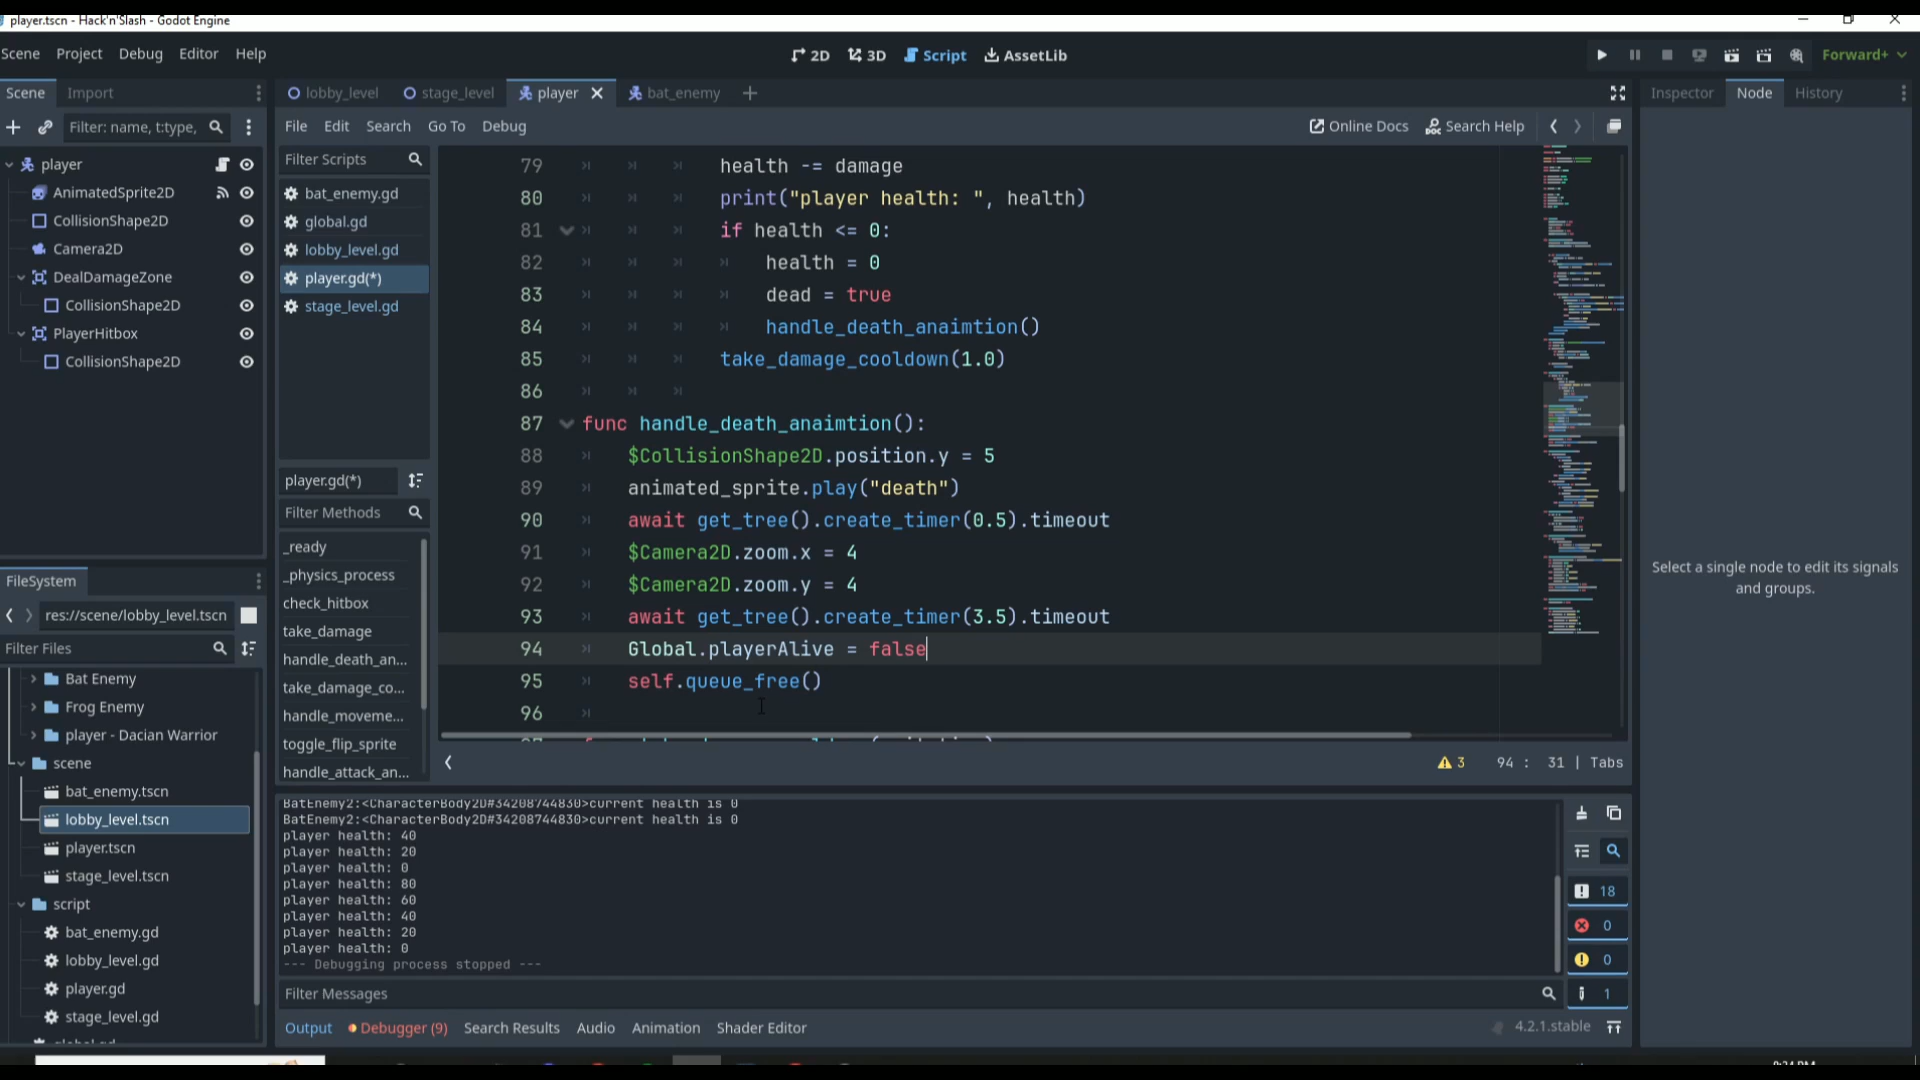 player.tscn - Hack'n'Slash - Godot Engine
Scene Project Debug Editor Help
2D 3D Script AssetLib
Forward+
Scene Import
Filter: name, t:type,
player
AnimatedSprite2D
CollisionShape2D
Camera2D
DealDamageZone
CollisionShape2D
PlayerHitbox
CollisionShape2D
FileSystem
res://scene/lobby_level.tscn
Filter Files
Bat Enemy
Frog Enemy
player - Dacian Warrior
scene
bat_enemy.tscn
lobby_level.tscn
player.tscn
stage_level.tscn
script
bat_enemy.gd
lobby_level.gd
player.gd
stage_level.gd
lobby_level stage_level player bat_enemy
File Edit Search Go To Debug
Online Docs Search Help
Filter Scripts
bat_enemy.gd
global.gd
lobby_level.gd
player.gd(*)
stage_level.gd
player.gd(*)
Filter Methods
_ready
_physics_process
check_hitbox
take_damage
handle_death_an...
take_damage_co...
handle_moveme...
toggle_flip_sprite
handle_attack_an...
79 health -= damage
80 print("player health: ", health)
81 if health <= 0:
82 health = 0
83 dead = true
84 handle_death_anaimtion()
85 take_damage_cooldown(1.0)
86
87 func handle_death_anaimtion():
88 $CollisionShape2D.position.y = 5
89 animated_sprite.play("death")
90 await get_tree().create_timer(0.5).timeout
91 $Camera2D.zoom.x = 4
92 $Camera2D.zoom.y = 4
93 await get_tree().create_timer(3.5).timeout
94 Global.playerAlive = false
95 self.queue_free()
96
3 94 : 31 | Tabs
BatEnemy2:<CharacterBody2D#34208744830>current health is 0
BatEnemy2:<CharacterBody2D#34208744830>current health is 0
player health: 40
player health: 20
player health: 0
player health: 80
player health: 60
player health: 40
player health: 20
player health: 0
--- Debugging process stopped ---
Filter Messages
18
0
0
1
Output Debugger (9) Search Results Audio Animation Shader Editor
4.2.1.stable
Inspector Node History
Select a single node to edit its signals
and groups.